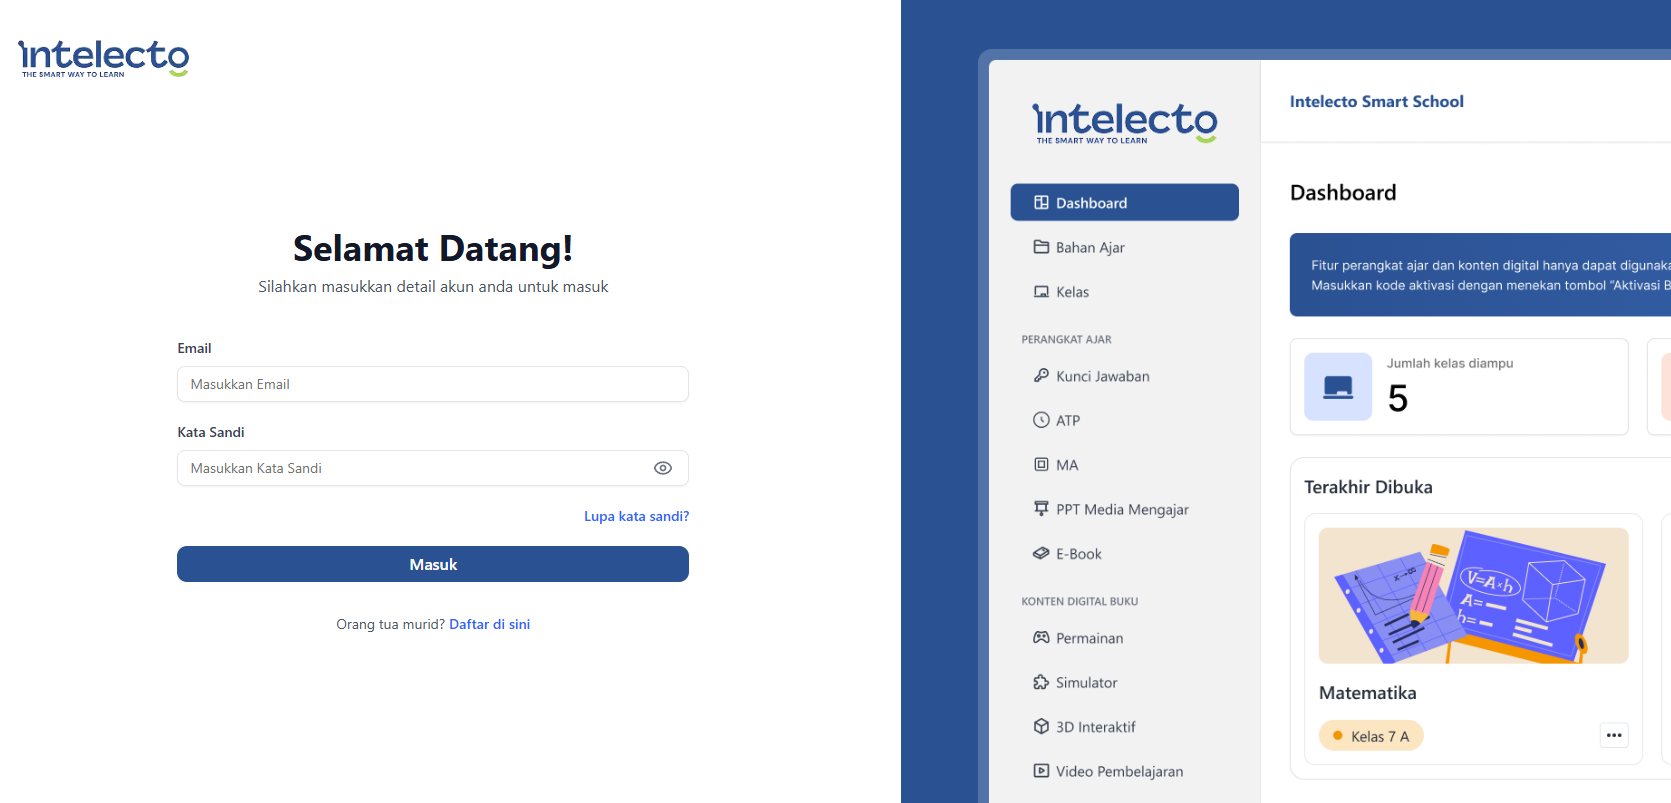 intelecto
THE SMART WAY TO LEARN
Selamat Datang!
Silahkan masukkan detail akun anda untuk masuk
Email
Masukkan Email
Kata Sandi
Masukkan Kata Sandi
Lupa kata sandi?
Masuk
Orang tua murid? Daftar di sini
intelecto
THE SMART WAY TO LEARN
Dashboard
Bahan Ajar
Kelas
PERANGKAT AJAR
Kunci Jawaban
ATP
MA
PPT Media Mengajar
E-Book
KONTEN DIGITAL BUKU
Permainan
Simulator
3D Interaktif
Video Pembelajaran
Intelecto Smart School
Dashboard
Fitur perangkat ajar dan konten digital hanya dapat digunaka
Masukkan kode aktivasi dengan menekan tombol "Aktivasi B
Jumlah kelas diampu
5
Terakhir Dibuka
V=A×h
A=
h=
Matematika
Kelas 7 A